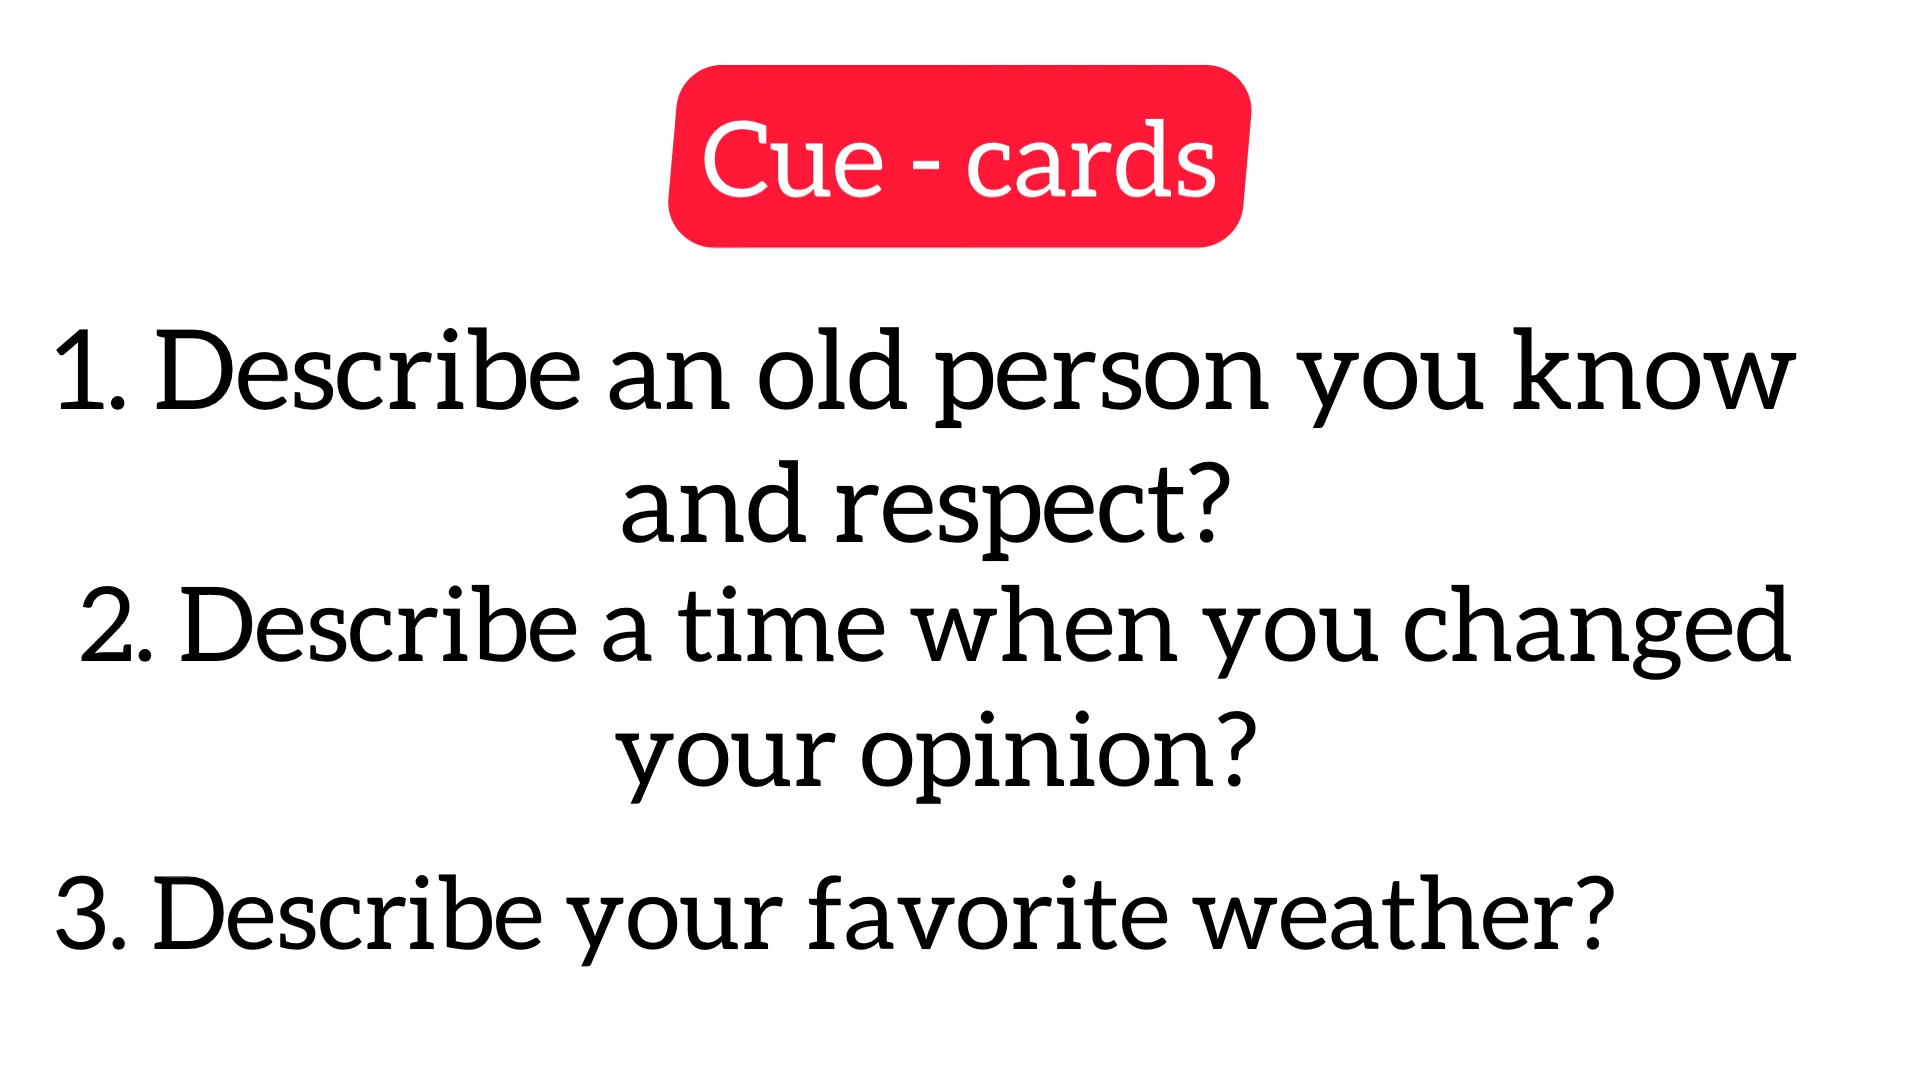 Cue - cards
1. Describe an old person you know
and respect?
2. Describe a time when you changed
your opinion?
3. Describe your favorite weather?